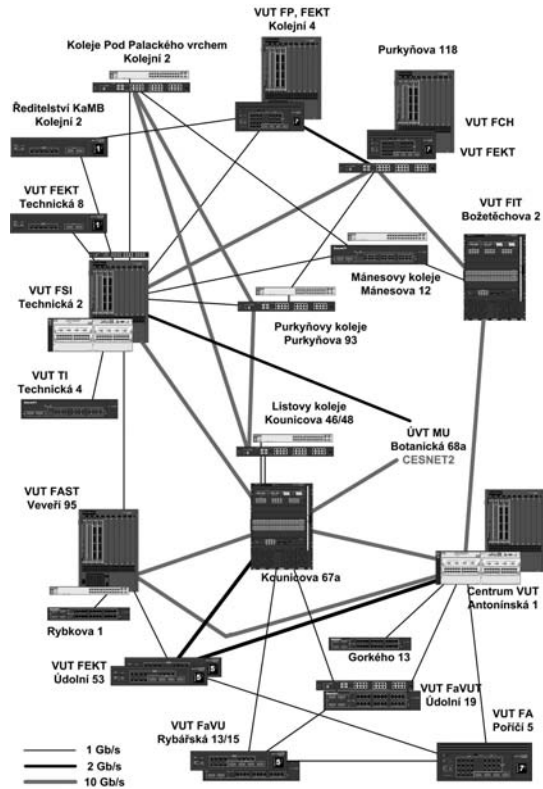 VUT FP, FEKT
Kolejní 4
Koleje Pod Palackého vrchem
Kolejní 2
Purkyňova 118
Ředitelství KaMB
Kolejní 2
VUT FCH
VUT FEKT
VUT FEKT
Technická 8
VUT FIT
Božetěchova 2
VUT FSI
Technická 2
Mánesovy koleje
Mánesova 12
Purkyňovy koleje
Purkyňova 93
VUT TI
Technická 4
Listovy koleje
Kounicova 46/48
ÚVT MU
Botanická 68a
CESNET2
VUT FAST
Veveří 95
Kounicova 67a
Centrum VUT
Antonínská 1
Rybkova 1
Gorkého 13
VUT FEKT
Údolní 53
VUT FaVUT
Údolní 19
VUT FaVU
Rybářská 13/15
VUT FA
Poříčí 5
1 Gb/s
2 Gb/s
10 Gb/s